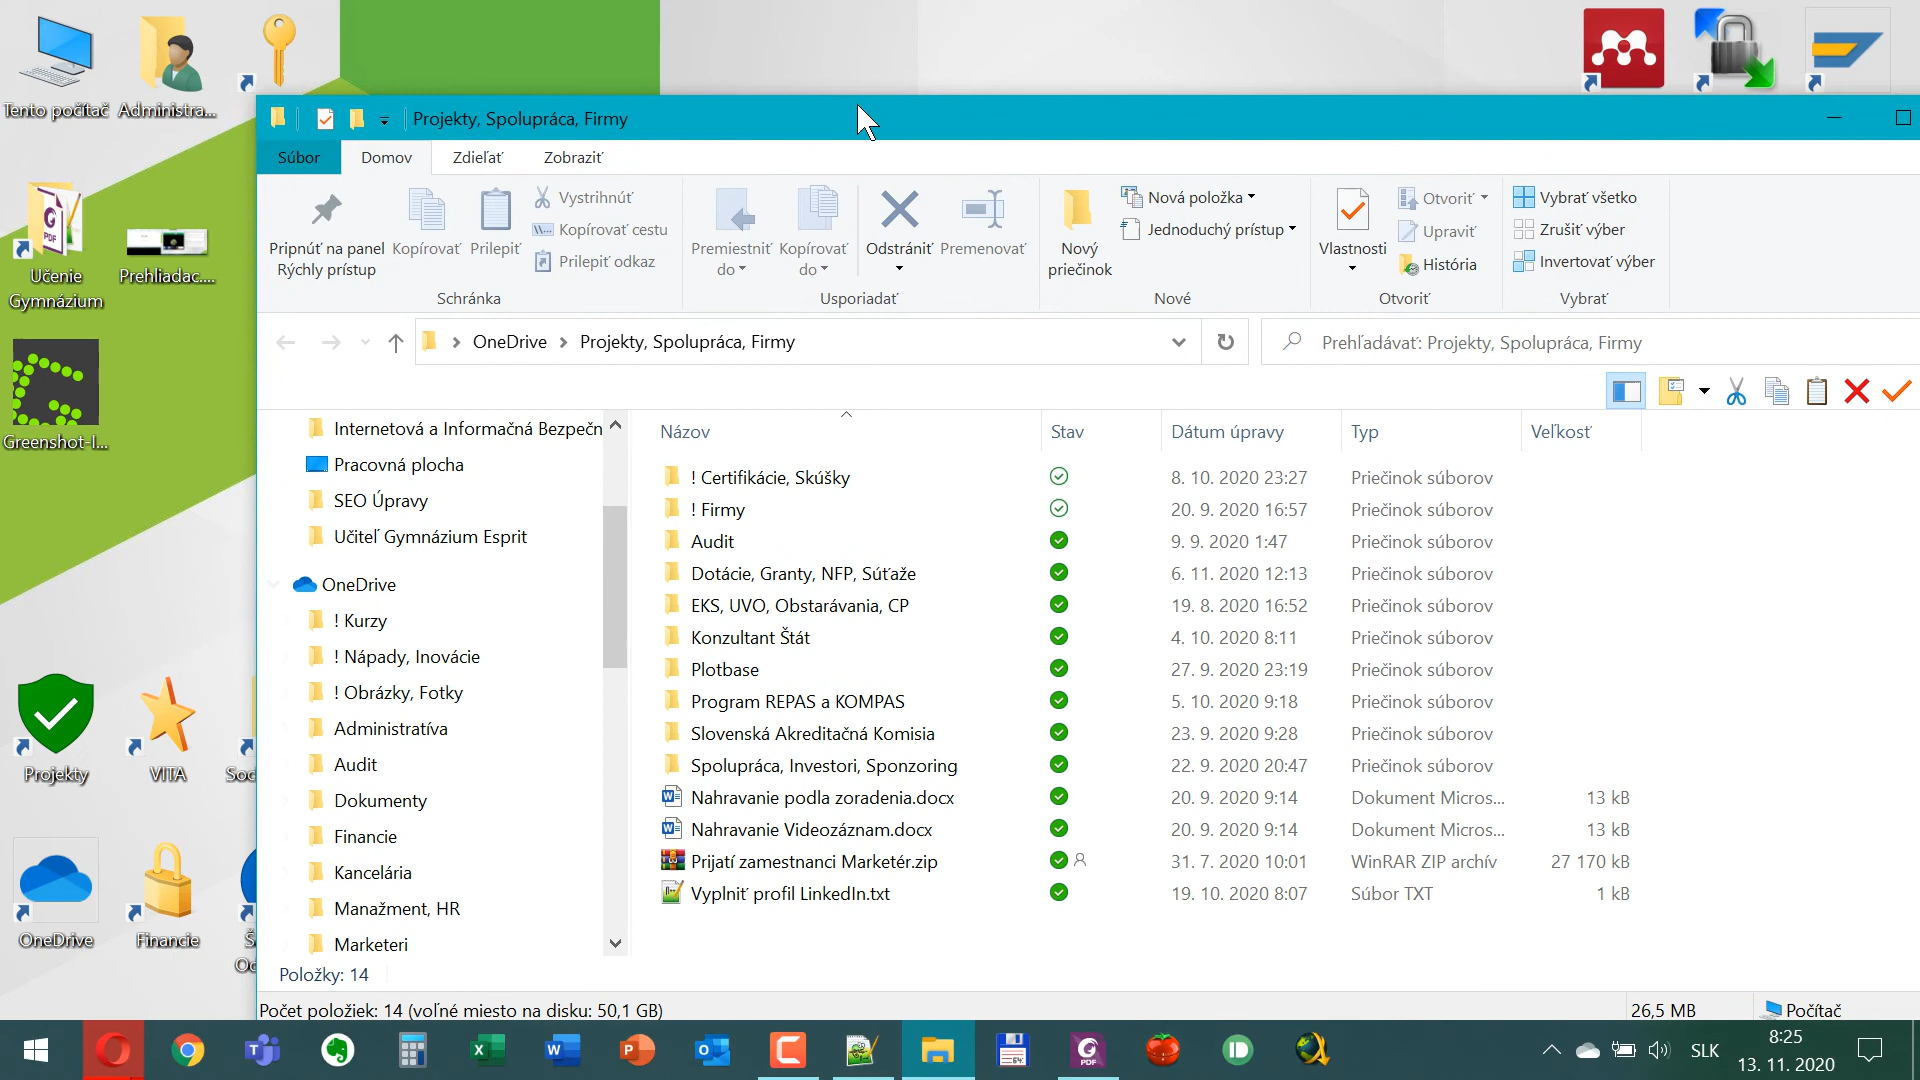 Tento počítač
Administra...
Učenie
Gymnázium
Prehliadac....
Greenshot-I...
Projekty
VITA
Soc
OneDrive
Financie
Š
Oc
Projekty, Spolupráca, Firmy
Súbor
Domov
Zdieľať
Zobraziť
Pripnúť na panel
Rýchly prístup
Kopírovať
Prilepiť
Vystrihnúť
Kopírovať cestu
Prilepiť odkaz
Schránka
Premiestniť
do
Kopírovať
do
Odstrániť
Premenovať
Usporiadať
Nový
priečinok
Nová položka
Jednoduchý prístup
Nové
Vlastnosti
Otvoriť
Upraviť
História
Otvoriť
Vybrať všetko
Zrušiť výber
Invertovať výber
Vybrať
OneDrive
Projekty, Spolupráca, Firmy
Prehľadávať: Projekty, Spolupráca, Firmy
Internetová a Informačná Bezpečn
Pracovná plocha
SEO Úpravy
Učiteľ Gymnázium Esprit
OneDrive
! Kurzy
! Nápady, Inovácie
! Obrázky, Fotky
Administratíva
Audit
Dokumenty
Financie
Kancelária
Manažment, HR
Marketeri
Názov Stav Dátum úpravy Typ Veľkosť
! Certifikácie, Skúšky 8. 10. 2020 23:27 Priečinok súborov
! Firmy 20. 9. 2020 16:57 Priečinok súborov
Audit 9. 9. 2020 1:47 Priečinok súborov
Dotácie, Granty, NFP, Súťaže 6. 11. 2020 12:13 Priečinok súborov
EKS, UVO, Obstarávania, CP 19. 8. 2020 16:52 Priečinok súborov
Konzultant Štát 4. 10. 2020 8:11 Priečinok súborov
Plotbase 27. 9. 2020 23:19 Priečinok súborov
Program REPAS a KOMPAS 5. 10. 2020 9:18 Priečinok súborov
Slovenská Akreditačná Komisia 23. 9. 2020 9:28 Priečinok súborov
Spolupráca, Investori, Sponzoring 22. 9. 2020 20:47 Priečinok súborov
Nahravanie podla zoradenia.docx 20. 9. 2020 9:14 Dokument Micros... 13 kB
Nahravanie Videozáznam.docx 20. 9. 2020 9:14 Dokument Micros... 13 kB
Prijatí zamestnanci Marketér.zip 31. 7. 2020 10:01 WinRAR ZIP archív 27 170 kB
Vyplniť profil LinkedIn.txt 19. 10. 2020 8:07 Súbor TXT 1 kB
Položky: 14
Počet položiek: 14 (voľné miesto na disku: 50,1 GB)
26,5 MB
Počítač
SLK
8:25
13. 11. 2020